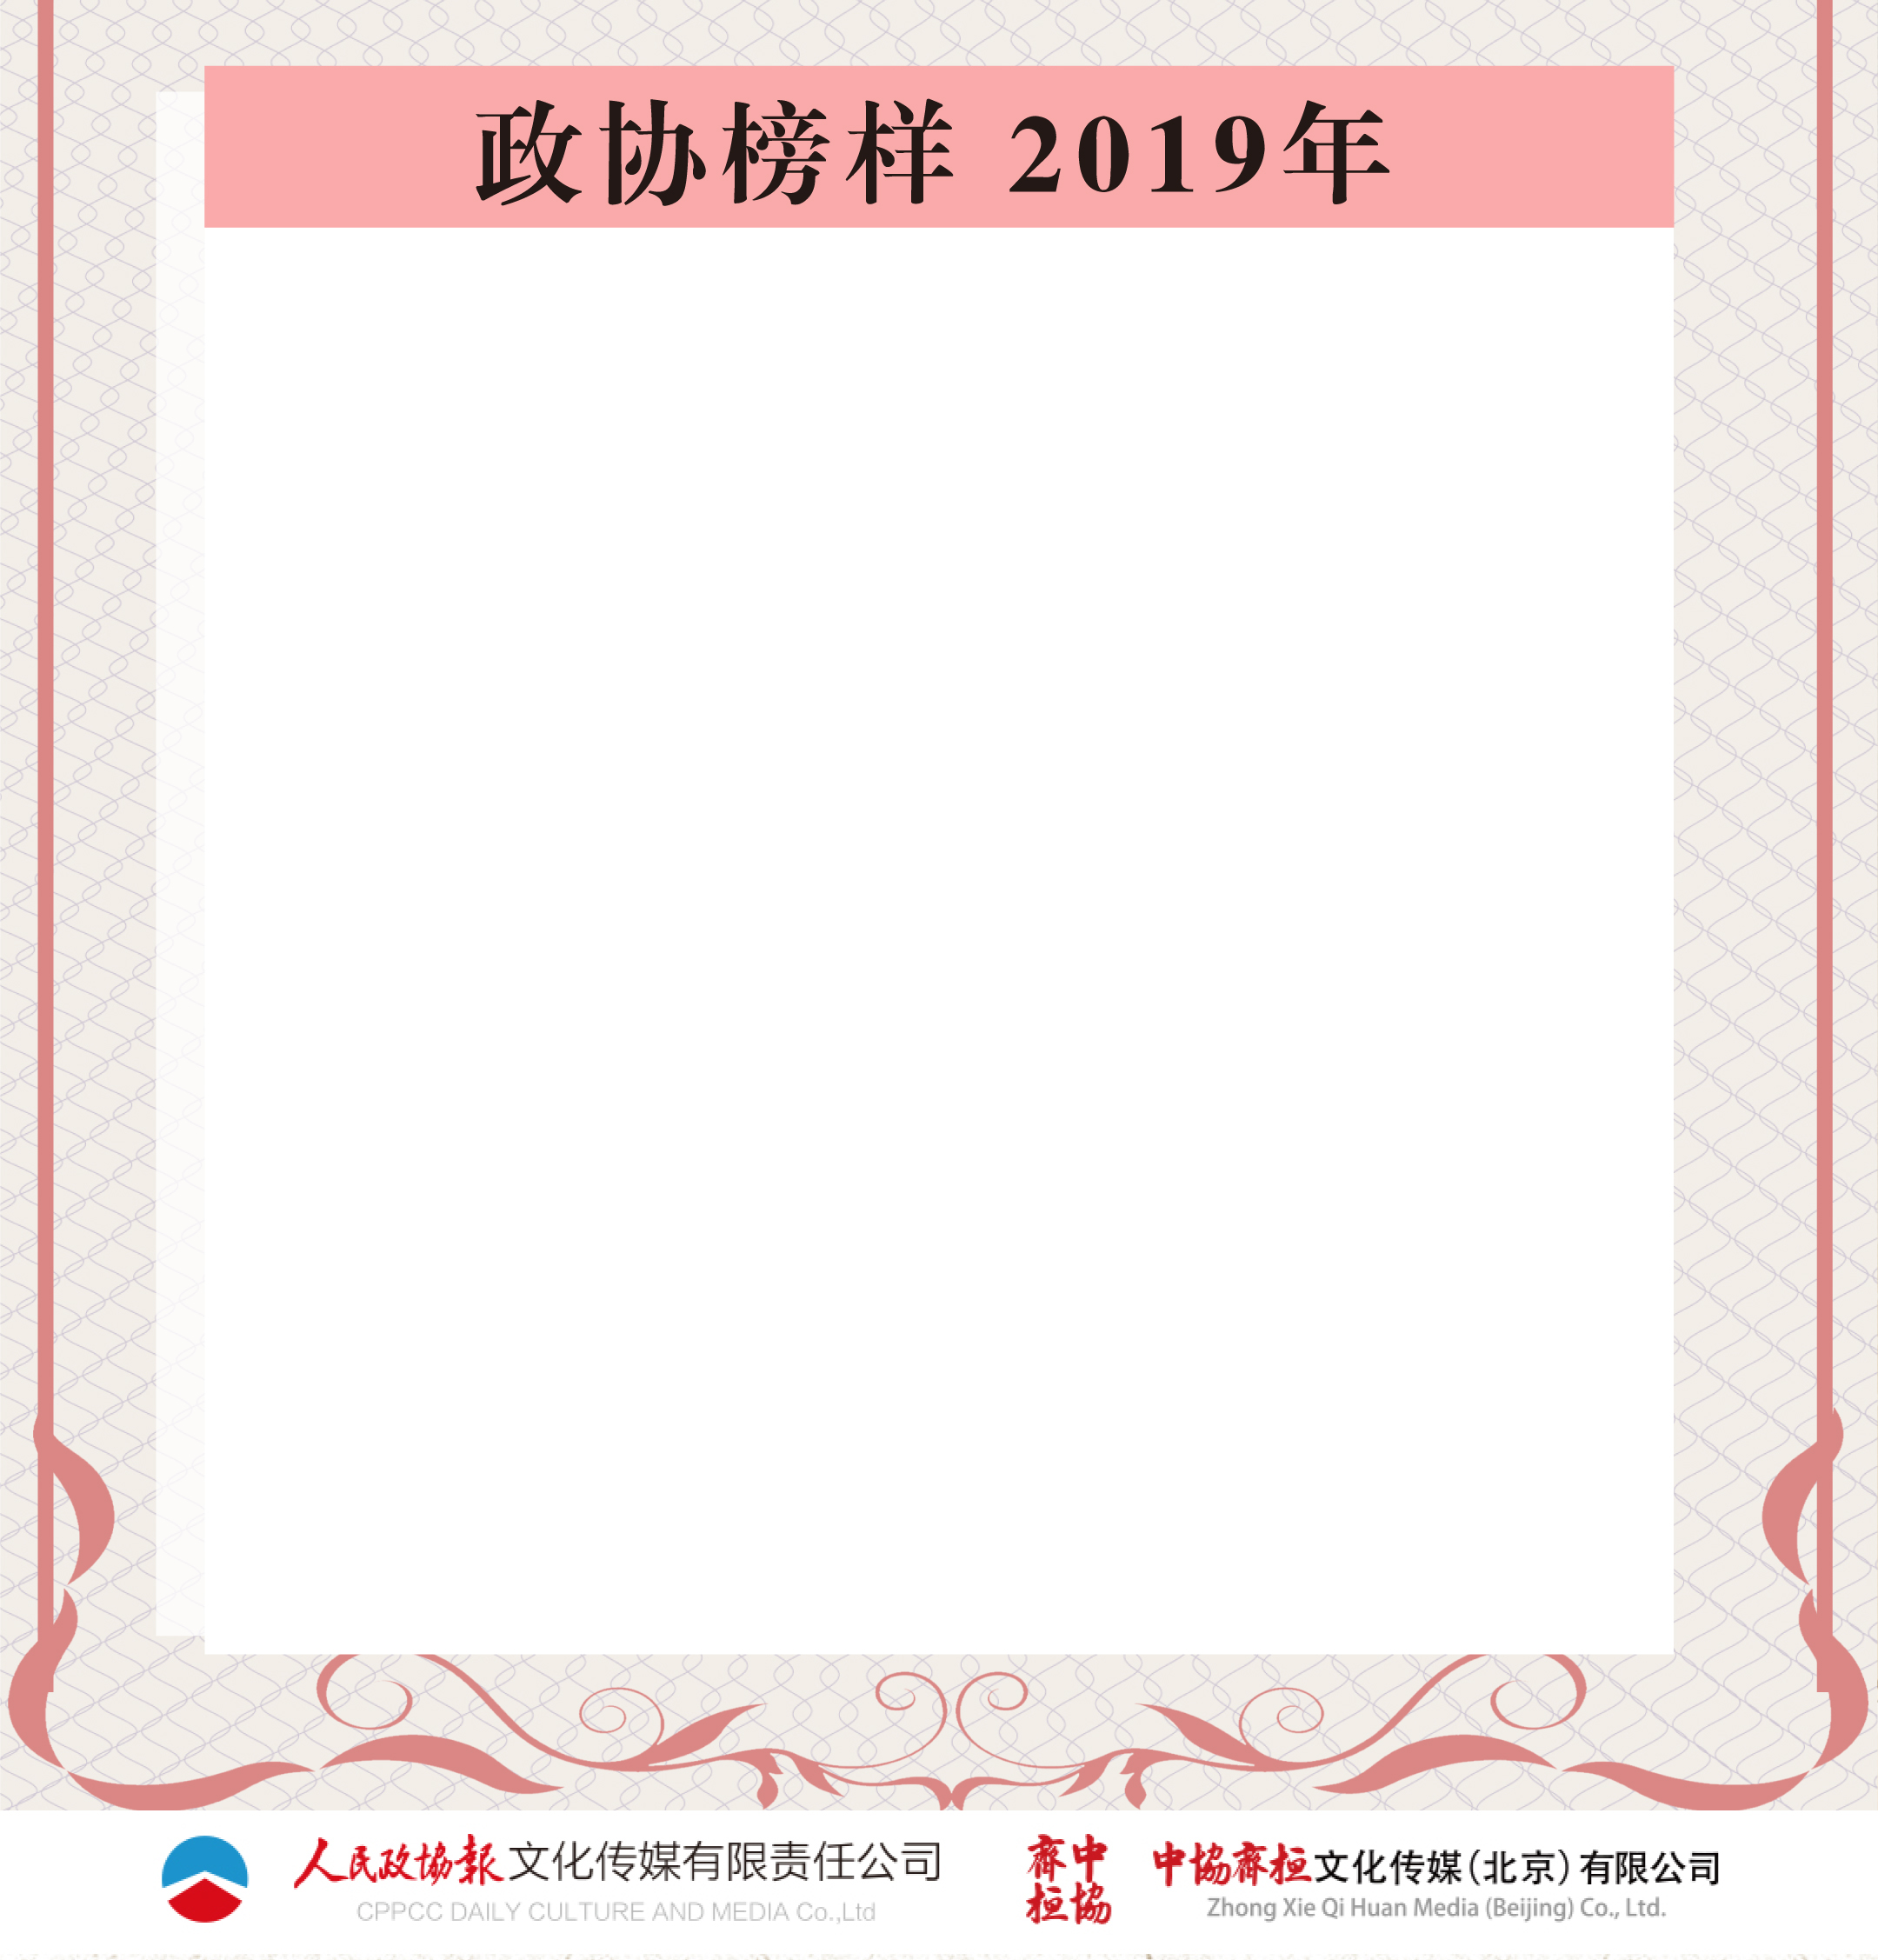 政协榜样 2019年
人民政協報文化传媒有限责任公司
CPPCC DAILY CULTURE AND MEDIA Co.,Ltd
齊中
桓協
中協齊桓文化传媒（北京）有限公司
Zhong Xie Qi Huan Media (Beijing) Co., Ltd.